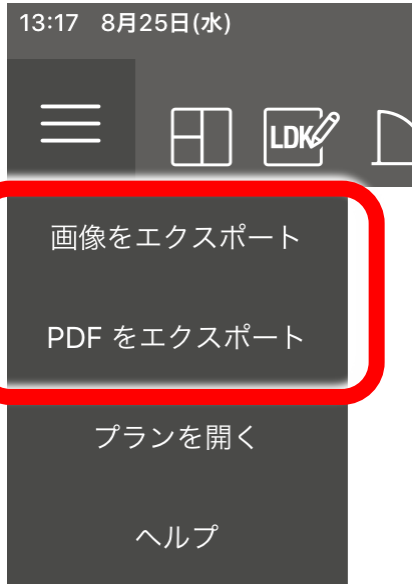 13:17 8月25日(水)
LDK
画像をエクスポート
PDF をエクスポート
プランを開く
ヘルプ